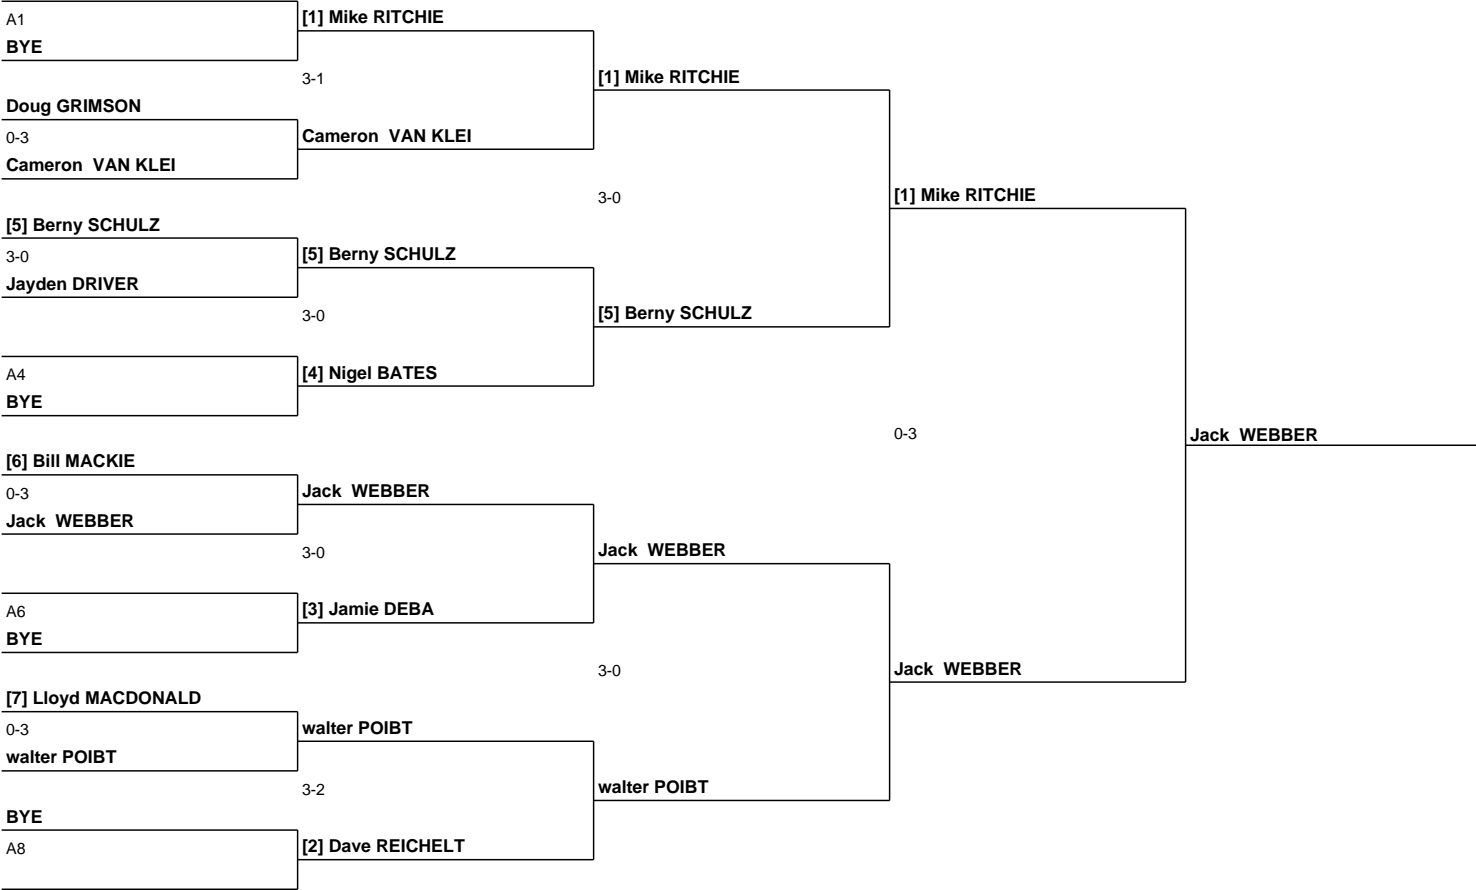 A1
BYE
Doug GRIMSON
0-3
Cameron VAN KLEI
[5] Berny SCHULZ
3-0
Jayden DRIVER
A4
BYE
[6] Bill MACKIE
0-3
Jack WEBBER
A6
BYE
[7] Lloyd MACDONALD
0-3
walter POIBT
BYE
A8
[1] Mike RITCHIE
3-1
Cameron VAN KLEI
[5] Berny SCHULZ
3-0
[4] Nigel BATES
Jack WEBBER
3-0
[3] Jamie DEBA
walter POIBT
3-2
[2] Dave REICHELT
[1] Mike RITCHIE
3-0
[5] Berny SCHULZ
Jack WEBBER
3-0
walter POIBT
[1] Mike RITCHIE
0-3
Jack WEBBER
Jack WEBBER